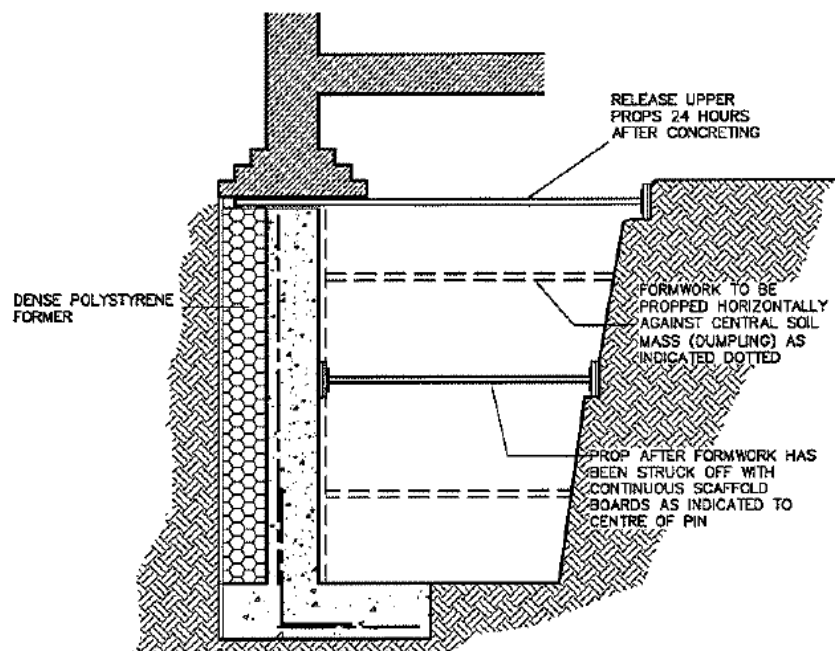 RELEASE UPPER
PROPS 24 HOURS
AFTER CONCRETING
DENSE POLYSTYRENE
FORMER
FORMWORK TO BE
PROPPED HORIZONTALLY
AGAINST CENTRAL SOIL
MASS (DUMPLING) AS
INDICATED DOTTED
PROP AFTER FORMWORK HAS
BEEN STRUCK OFF WITH
CONTINUOUS SCAFFOLD
BOARDS AS INDICATED TO
CENTRE OF PIN